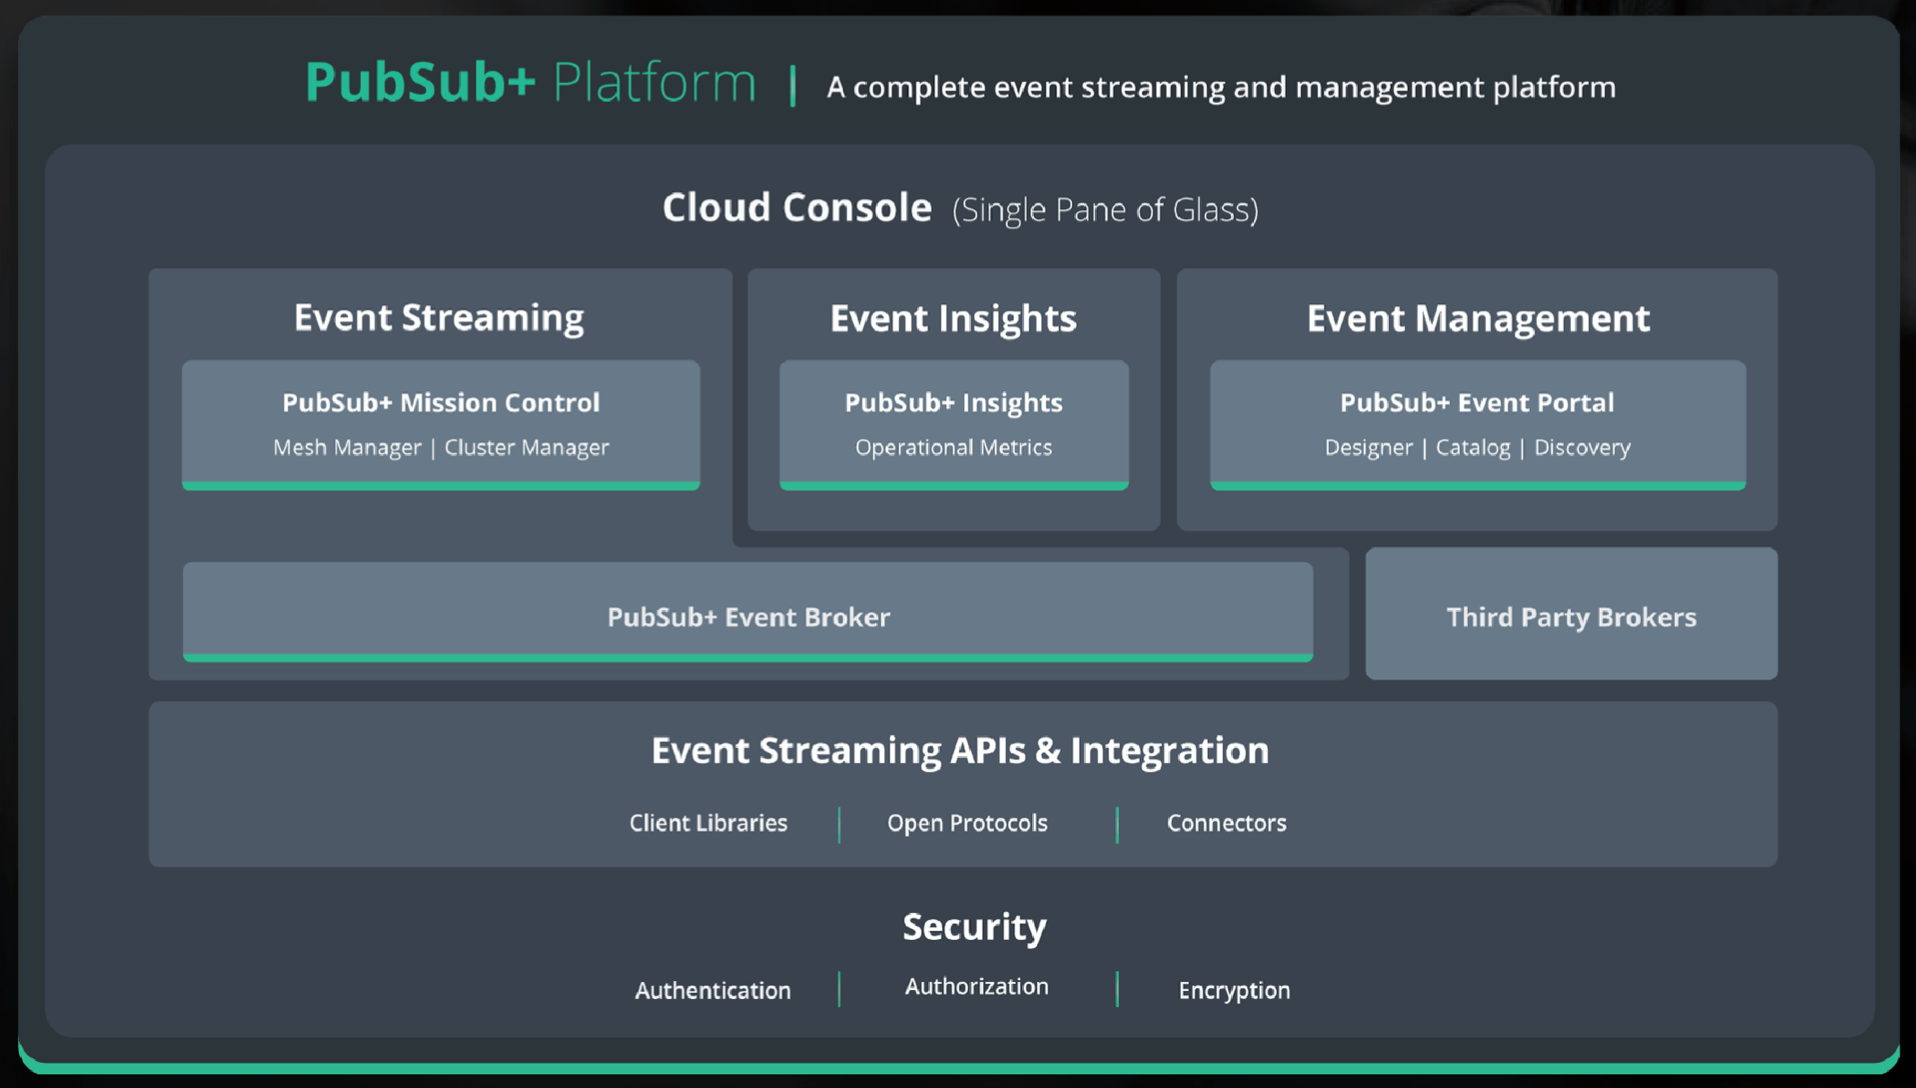 PubSub+ Platform | A complete event streaming and management platform
Cloud Console (Single Pane of Glass)
Event Streaming
PubSub+ Mission Control
Mesh Manager | Cluster Manager
Event Insights
PubSub+ Insights
Operational Metrics
Event Management
PubSub+ Event Portal
Designer | Catalog | Discovery
PubSub+ Event Broker
Third Party Brokers
Event Streaming APIs & Integration
Client Libraries | Open Protocols | Connectors
Security
Authentication | Authorization | Encryption